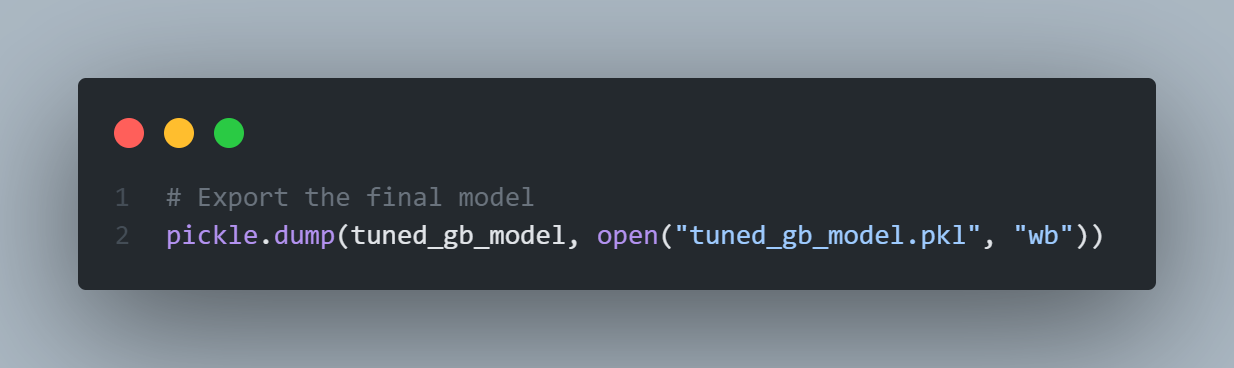 1 # Export the final model
2 pickle.dump(tuned_gb_model, open("tuned_gb_model.pkl", "wb"))